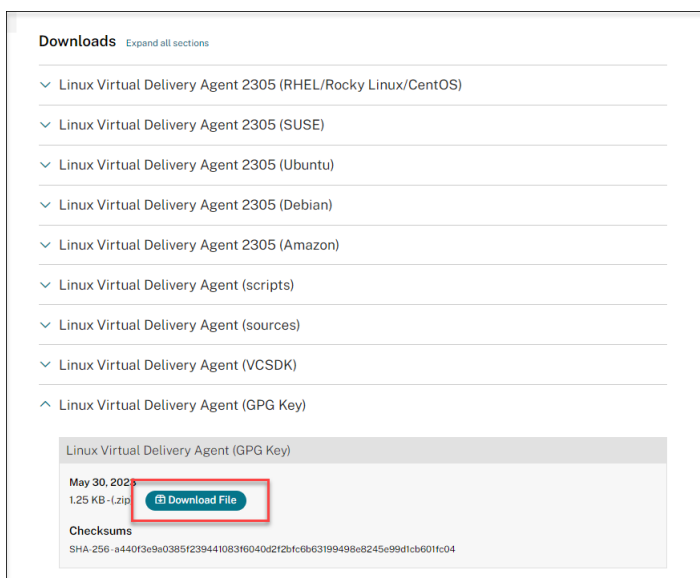 Downloads Expand all sections
Linux Virtual Delivery Agent 2305 (RHEL/Rocky Linux/CentOS)
Linux Virtual Delivery Agent 2305 (SUSE)
Linux Virtual Delivery Agent 2305 (Ubuntu)
Linux Virtual Delivery Agent 2305 (Debian)
Linux Virtual Delivery Agent 2305 (Amazon)
Linux Virtual Delivery Agent (scripts)
Linux Virtual Delivery Agent (sources)
Linux Virtual Delivery Agent (VCSDK)
Linux Virtual Delivery Agent (GPG Key)
Linux Virtual Delivery Agent (GPG Key)
May 30, 2023
1.25 KB - (.zip) Download File
Checksums
SHA-256 - a440f3e9a0385f239441083f6040d2f2bfc6b63199498e8245e99d1cb601fc04